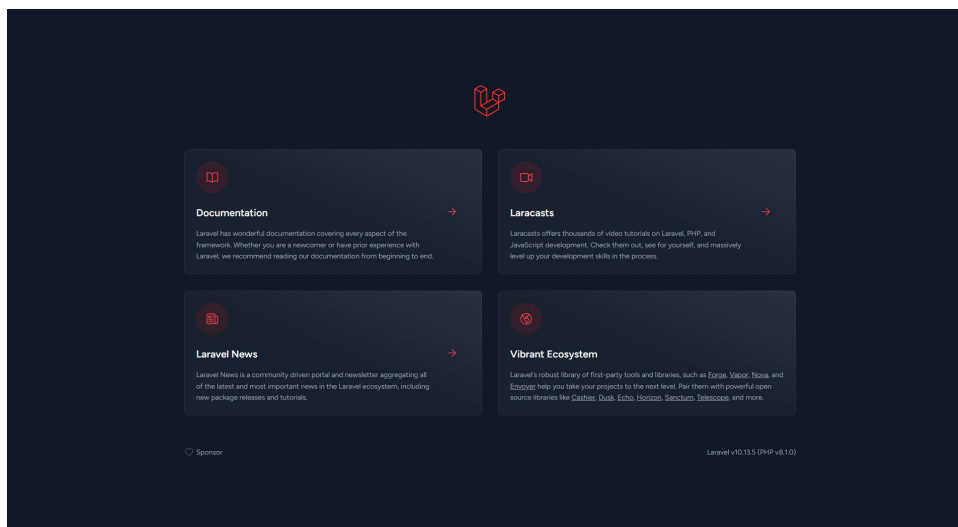 Documentation
Laravel has wonderful documentation covering every aspect of the
framework. Whether you are a newcomer or have prior experience with
Laravel, we recommend reading our documentation from beginning to end.
Laracasts
Laracasts offers thousands of video tutorials on Laravel, PHP, and
JavaScript development. Check them out, see for yourself, and massively
level up your development skills in the process.
Laravel News
Laravel News is a community driven portal and newsletter aggregating all
of the latest and most important news in the Laravel ecosystem, including
new package releases and tutorials.
Vibrant Ecosystem
Laravel's robust library of first-party tools and libraries, such as Forge, Vapor, Nova, and
Envoyer help you take your projects to the next level. Pair them with powerful open
source libraries like Cashier, Dusk, Echo, Horizon, Sanctum, Telescope, and more.
Sponsor
Laravel v10.13.5 (PHP v8.1.0)